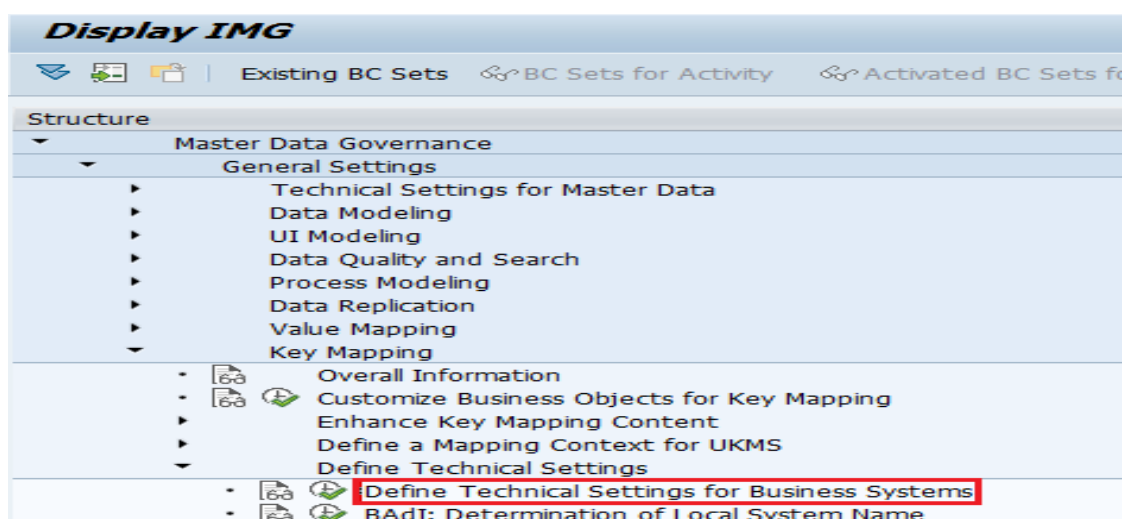 Display IMG
Existing BC Sets BC Sets for Activity Activated BC Sets fo
Structure
Master Data Governance
General Settings
Technical Settings for Master Data
Data Modeling
UI Modeling
Data Quality and Search
Process Modeling
Data Replication
Value Mapping
Key Mapping
Overall Information
Customize Business Objects for Key Mapping
Enhance Key Mapping Content
Define a Mapping Context for UKMS
Define Technical Settings
Define Technical Settings for Business Systems
BAdI: Determination of Local System Name